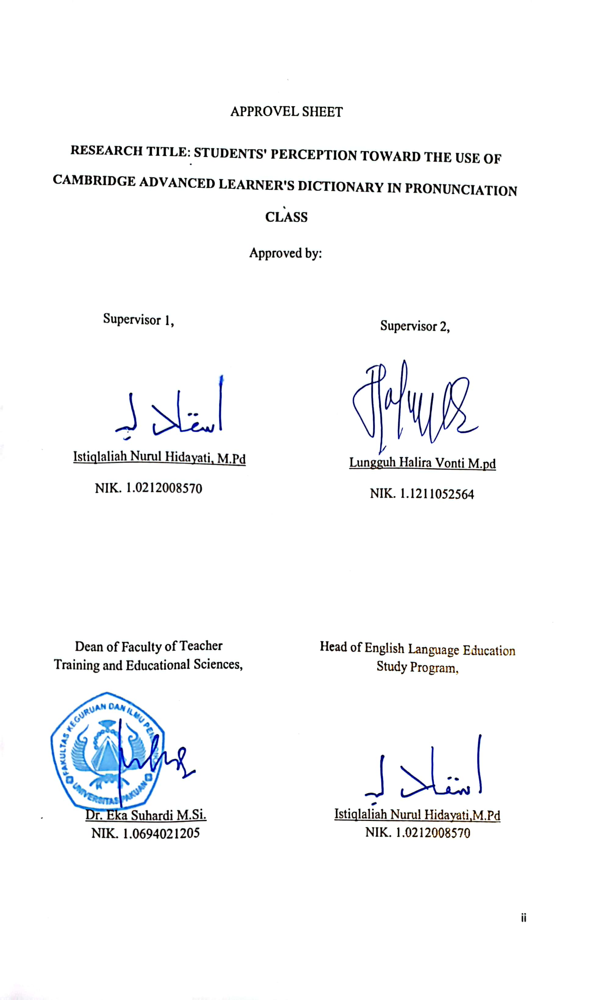 APPROVEL SHEET
RESEARCH TITLE: STUDENTS' PERCEPTION TOWARD THE USE OF
CAMBRIDGE ADVANCED LEARNER'S DICTIONARY IN PRONUNCIATION
CLASS
Approved by:
Supervisor 1,
Istiqlaliah Nurul Hidayati, M.Pd
NIK. 1.0212008570
Supervisor 2,
Lungguh Halira Vonti M.pd
NIK. 1.1211052564
Dean of Faculty of Teacher
Training and Educational Sciences,
FAKULTAS KEGURUAN DAN ILMU
UNIVERSITAS PAKUAN
Dr. Eka Suhardi M.Si.
NIK. 1.0694021205
Head of English Language Education
Study Program,
Istiqlaliah Nurul Hidayati,M.Pd
NIK. 1.0212008570
ii